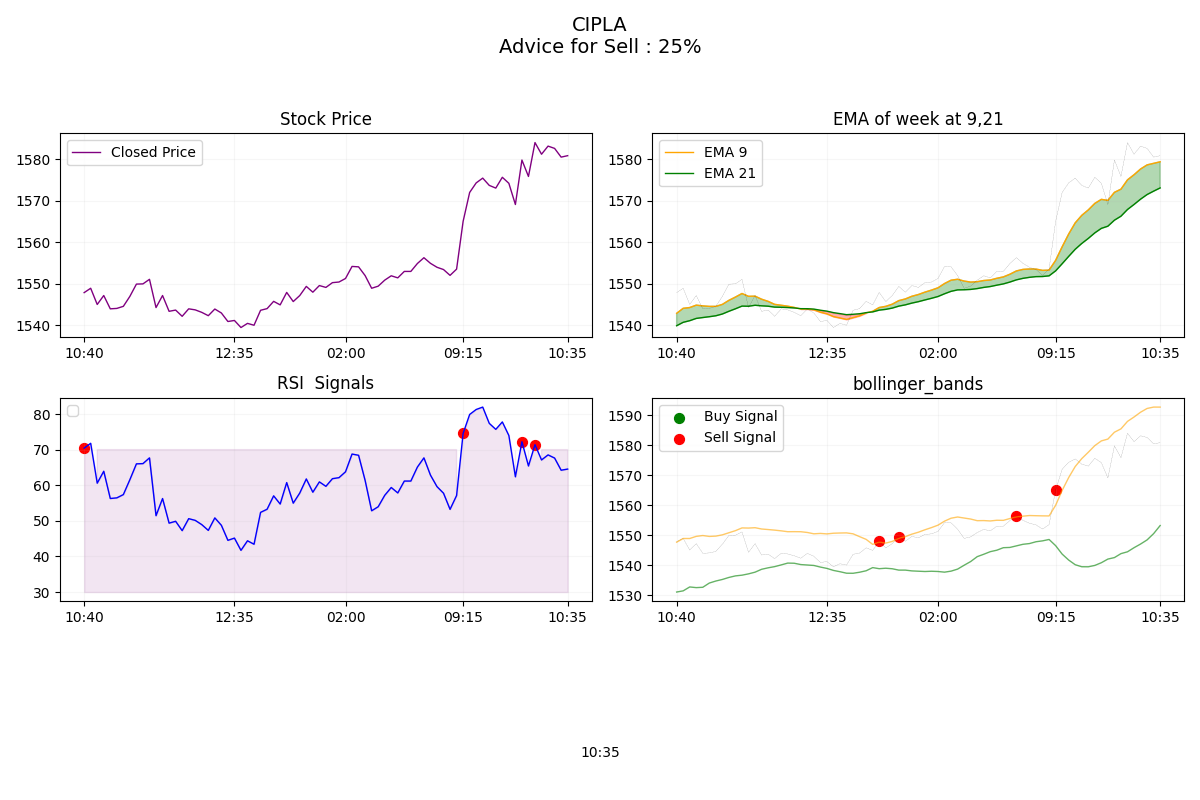 CIPLA
Advice for Sell : 25%
Stock Price
Closed Price
1580
1570
1560
1550
1540
10:40 12:35 02:00 09:15 10:35
EMA of week at 9,21
EMA 9
EMA 21
1580
1570
1560
1550
1540
10:40 12:35 02:00 09:15 10:35
RSI  Signals
80
70
60
50
40
30
10:40 12:35 02:00 09:15 10:35
bollinger_bands
Buy Signal
Sell Signal
1590
1580
1570
1560
1550
1540
1530
10:40 12:35 02:00 09:15 10:35
10:35